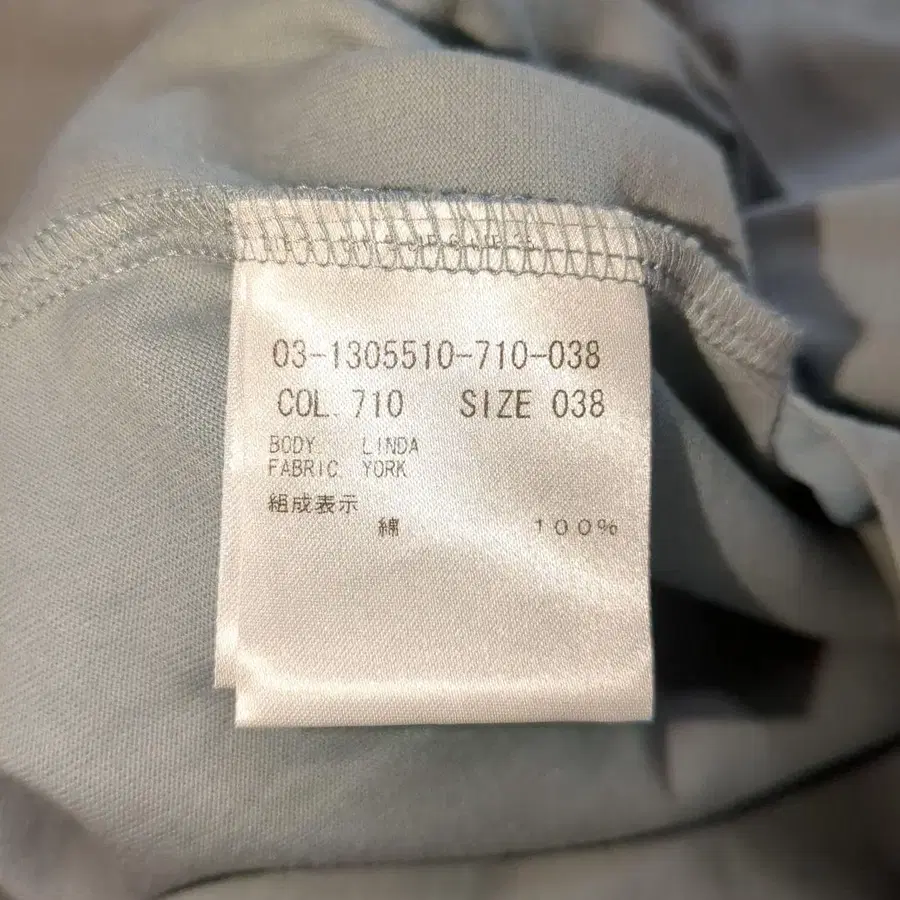 03-1305510-710-038
COL. 710 SIZE 038
BODY LINDA
FABRIC YORK
組成表示
綿 100%